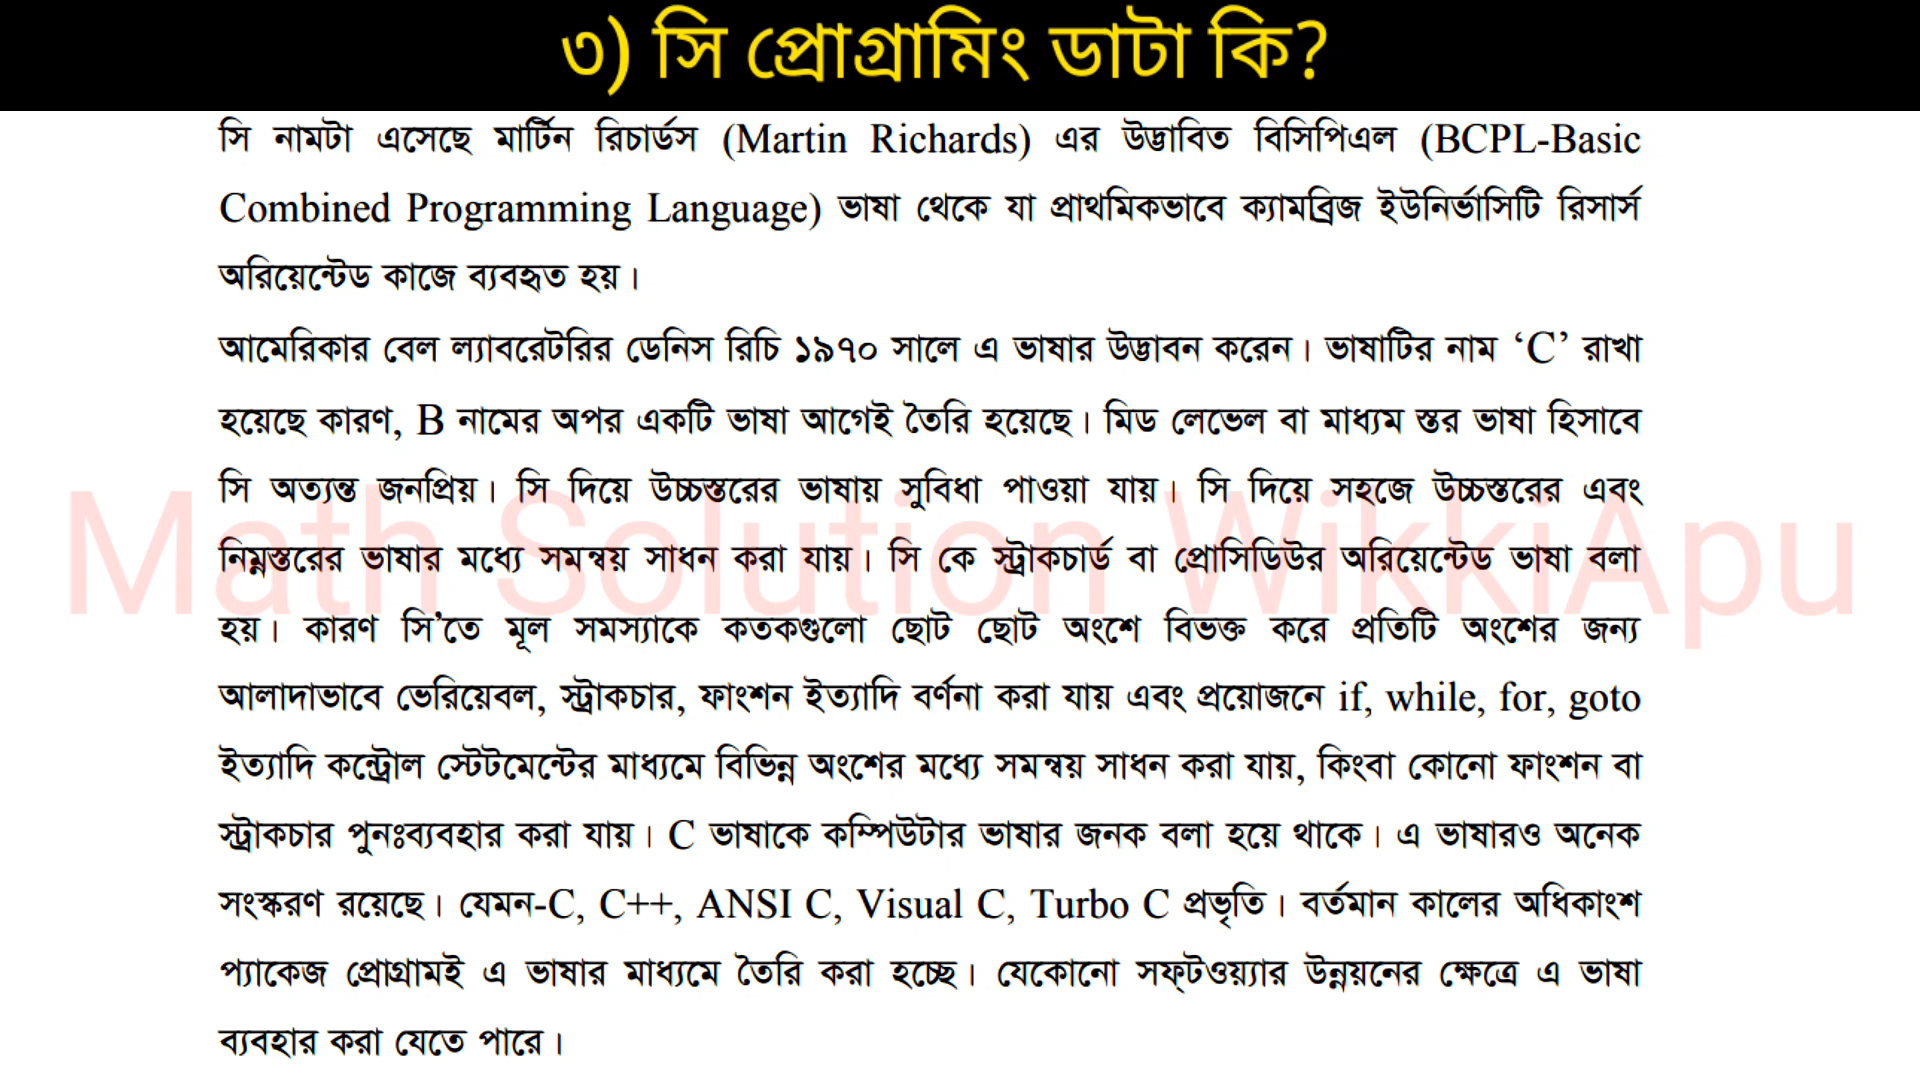 ৩) সি প্রোগ্রামিং ডাটা কি?
সি নামটা এসেছে মার্টিন রিচার্ডস (Martin Richards) এর উদ্ভাবিত বিসিপিএল (BCPL-Basic
Combined Programming Language) ভাষা থেকে যা প্রাথমিকভাবে ক্যামব্রিজ ইউনির্ভাসিটি রিসার্স
অরিয়েন্টেড কাজে ব্যবহৃত হয়।
আমেরিকার বেল ল্যাবরেটরির ডেনিস রিচি ১৯৭০ সালে এ ভাষার উদ্ভাবন করেন। ভাষাটির নাম ‘C’ রাখা
হয়েছে কারণ, B নামের অপর একটি ভাষা আগেই তৈরি হয়েছে। মিড লেভেল বা মাধ্যম স্তর ভাষা হিসাবে
সি অত্যন্ত জনপ্রিয়। সি দিয়ে উচ্চস্তরের ভাষায় সুবিধা পাওয়া যায়। সি দিয়ে সহজে উচ্চস্তরের এবং
নিম্নস্তরের ভাষার মধ্যে সমন্বয় সাধন করা যায়। সি কে স্ট্রাকচার্ড বা প্রোসিডিউর অরিয়েন্টেড ভাষা বলা
হয়। কারণ সি’তে মূল সমস্যাকে কতকগুলো ছোট ছোট অংশে বিভক্ত করে প্রতিটি অংশের জন্য
আলাদাভাবে ভেরিয়েবল, স্ট্রাকচার, ফাংশন ইত্যাদি বর্ণনা করা যায় এবং প্রয়োজনে if, while, for, goto
ইত্যাদি কন্ট্রোল স্টেটমেন্টের মাধ্যমে বিভিন্ন অংশের মধ্যে সমন্বয় সাধন করা যায়, কিংবা কোনো ফাংশন বা
স্ট্রাকচার পুনঃব্যবহার করা যায়। C ভাষাকে কম্পিউটার ভাষার জনক বলা হয়ে থাকে। এ ভাষারও অনেক
সংস্করণ রয়েছে। যেমন-C, C++, ANSI C, Visual C, Turbo C প্রভৃতি। বর্তমান কালের অধিকাংশ
প্যাকেজ প্রোগ্রামই এ ভাষার মাধ্যমে তৈরি করা হচ্ছে। যেকোনো সফ্‌টওয়্যার উন্নয়নের ক্ষেত্রে এ ভাষা
ব্যবহার করা যেতে পারে।
Math Solution WikkiApu